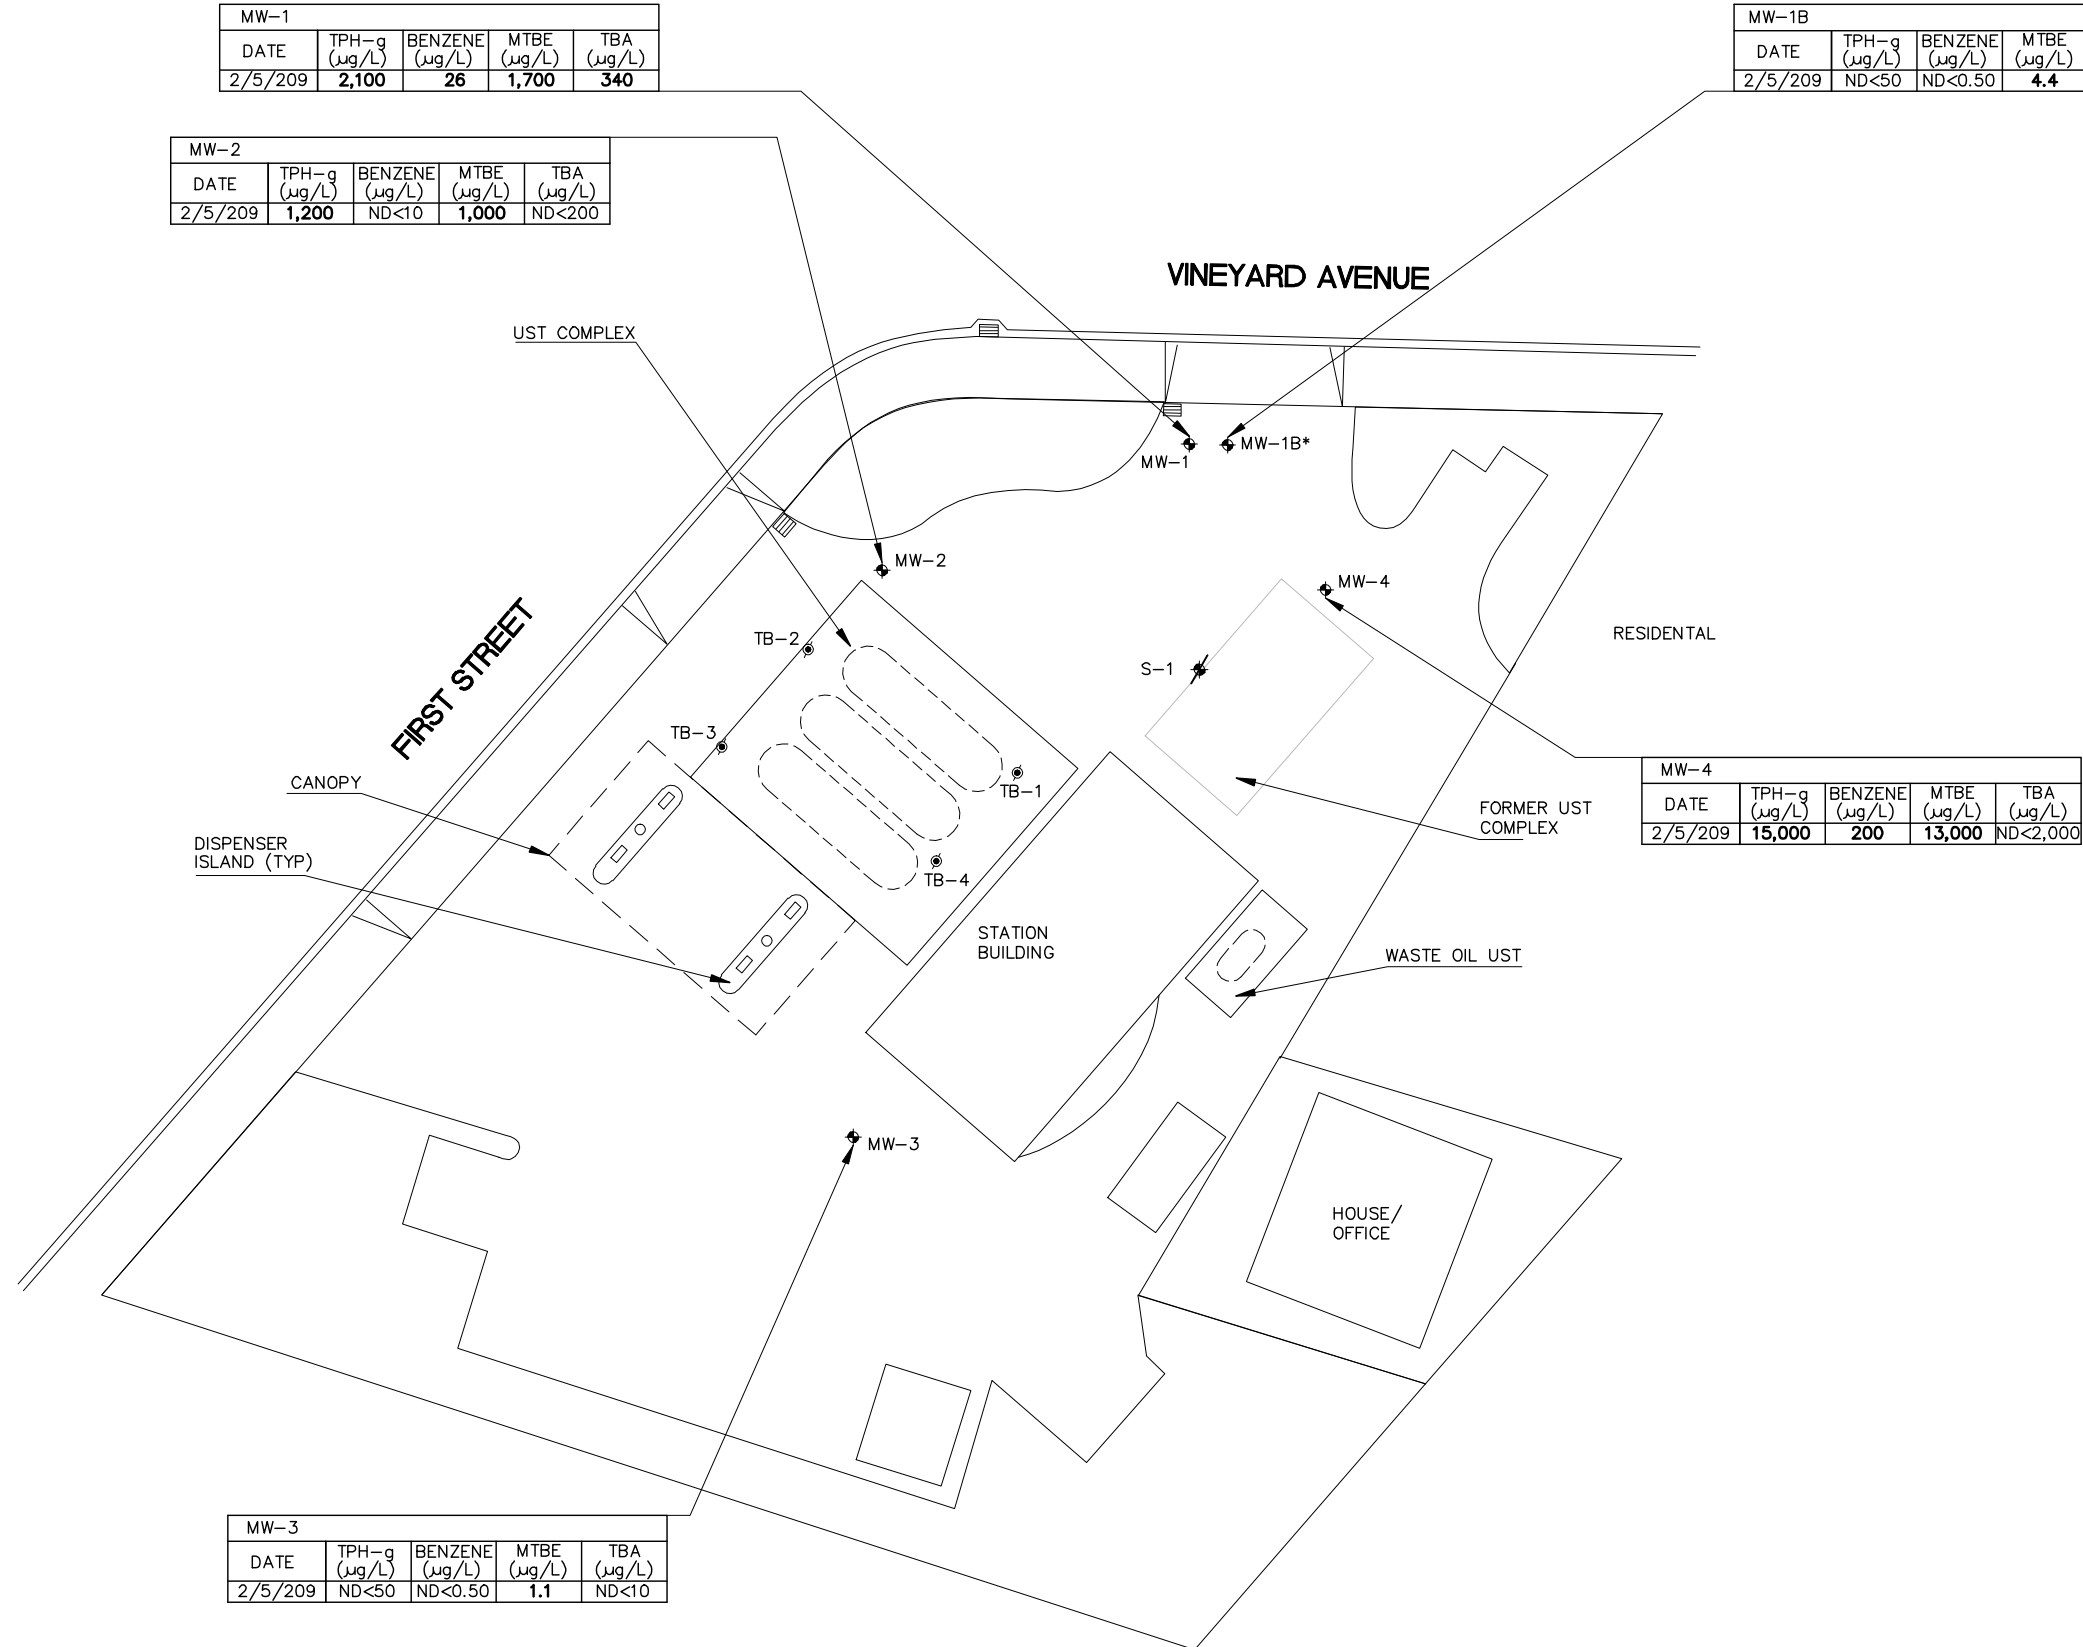 MW-1
DATE TPH-g (µg/L) BENZENE (µg/L) MTBE (µg/L) TBA (µg/L)
2/5/209 2,100 26 1,700 340
MW-1B
DATE TPH-g (µg/L) BENZENE (µg/L) MTBE (µg/L)
2/5/209 ND<50 ND<0.50 4.4
MW-2
DATE TPH-g (µg/L) BENZENE (µg/L) MTBE (µg/L) TBA (µg/L)
2/5/209 1,200 ND<10 1,000 ND<200
VINEYARD AVENUE
UST COMPLEX
MW-1B*
MW-1
MW-2
MW-4
FIRST STREET
TB-2
RESIDENTAL
S-1
TB-3
CANOPY
TB-1
MW-4
DATE TPH-g (µg/L) BENZENE (µg/L) MTBE (µg/L) TBA (µg/L)
2/5/209 15,000 200 13,000 ND<2,000
FORMER UST
COMPLEX
DISPENSER
ISLAND (TYP)
TB-4
STATION
BUILDING
WASTE OIL UST
MW-3
HOUSE/
OFFICE
MW-3
DATE TPH-g (µg/L) BENZENE (µg/L) MTBE (µg/L) TBA (µg/L)
2/5/209 ND<50 ND<0.50 1.1 ND<10